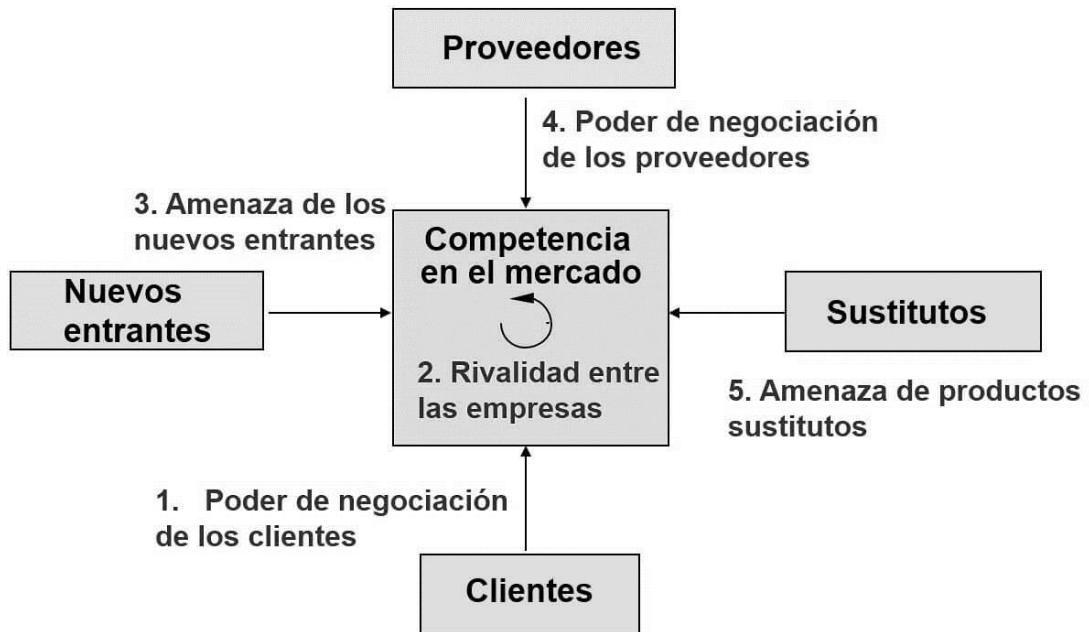 Proveedores
4. Poder de negociación
de los proveedores
3. Amenaza de los
nuevos entrantes
Competencia
en el mercado
Nuevos
entrantes
Sustitutos
2. Rivalidad entre
las empresas
5. Amenaza de productos
sustitutos
1. Poder de negociación
de los clientes
Clientes